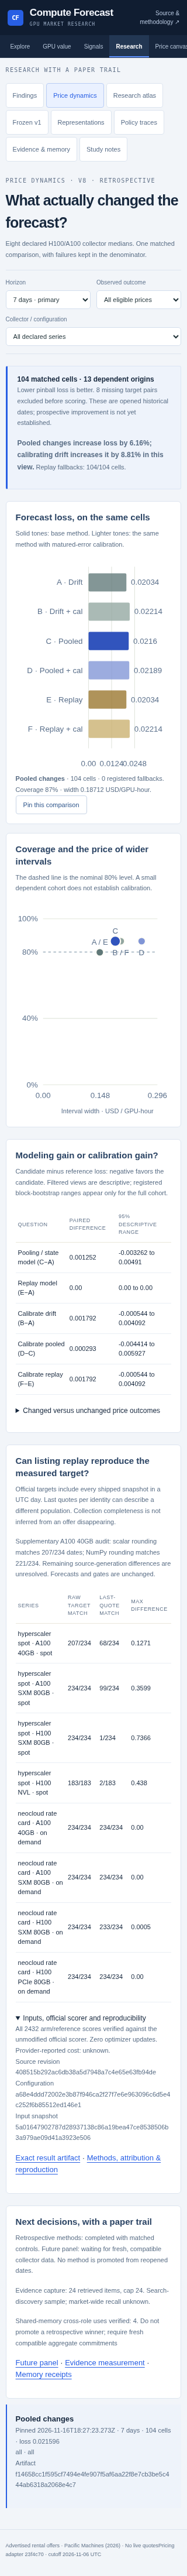 CF
Compute Forecast
GPU MARKET RESEARCH
Source &
methodology ↗
Explore GPU value Signals Research Price canvas
RESEARCH WITH A PAPER TRAIL
Findings Price dynamics Research atlas
Frozen v1 Representations Policy traces
Evidence & memory Study notes
PRICE DYNAMICS · V8 · RETROSPECTIVE
What actually changed the
forecast?
Eight declared H100/A100 collector medians. One matched
comparison, with failures kept in the denominator.
Horizon Observed outcome
7 days · primary All eligible prices
Collector / configuration
All declared series
104 matched cells · 13 dependent origins
Lower pinball loss is better. 8 missing target pairs
excluded before scoring. These are opened historical
dates; prospective improvement is not yet
established.
Pooled changes increase loss by 6.16%;
calibrating drift increases it by 8.81% in this
view. Replay fallbacks: 104/104 cells.
Forecast loss, on the same cells
Solid tones: base method. Lighter tones: the same
method with matured-error calibration.
A · Drift 0.02034
B · Drift + cal 0.02214
C · Pooled 0.0216
D · Pooled + cal 0.02189
E · Replay 0.02034
F · Replay + cal 0.02214
0.00 0.0124 0.0248
Pooled changes · 104 cells · 0 registered fallbacks.
Coverage 87% · width 0.18712 USD/GPU-hour.
Pin this comparison
Coverage and the price of wider
intervals
The dashed line is the nominal 80% level. A small
dependent cohort does not establish calibration.
100%
C
A / E B / F D
80%
40%
0%
0.00 0.148 0.296
Interval width · USD / GPU-hour
Modeling gain or calibration gain?
Candidate minus reference loss: negative favors the
candidate. Filtered views are descriptive; registered
block-bootstrap ranges appear only for the full cohort.
QUESTION PAIRED DIFFERENCE 95% DESCRIPTIVE RANGE
Pooling / state model (C−A) 0.001252 -0.003262 to 0.00491
Replay model (E−A) 0.00 0.00 to 0.00
Calibrate drift (B−A) 0.001792 -0.000544 to 0.004092
Calibrate pooled (D−C) 0.000293 -0.004414 to 0.005927
Calibrate replay (F−E) 0.001792 -0.000544 to 0.004092
▶ Changed versus unchanged price outcomes
Can listing replay reproduce the
measured target?
Official targets include every shipped snapshot in a
UTC day. Last quotes per identity can describe a
different population. Collection completeness is not
inferred from an offer disappearing.
Supplementary A100 40GB audit: scalar rounding
matches 207/234 dates; NumPy rounding matches
221/234. Remaining source-generation differences are
unresolved. Forecasts and gates are unchanged.
SERIES RAW TARGET MATCH LAST-QUOTE MATCH MAX DIFFERENCE
hyperscaler spot · A100 40GB · spot 207/234 68/234 0.1271
hyperscaler spot · A100 SXM 80GB · spot 234/234 99/234 0.3599
hyperscaler spot · H100 SXM 80GB · spot 234/234 1/234 0.7366
hyperscaler spot · H100 NVL · spot 183/183 2/183 0.438
neocloud rate card · A100 40GB · on demand 234/234 234/234 0.00
neocloud rate card · A100 SXM 80GB · on demand 234/234 234/234 0.00
neocloud rate card · H100 SXM 80GB · on demand 234/234 233/234 0.0005
neocloud rate card · H100 PCIe 80GB · on demand 234/234 234/234 0.00
▼ Inputs, official scorer and reproducibility
All 2432 arm/reference scores verified against the
unmodified official scorer. Zero optimizer updates.
Provider-reported cost: unknown.
Source revision
Configuration
Input snapshot
Exact result artifact · Methods, attribution &
reproduction
Next decisions, with a paper trail
Retrospective methods: completed with matched
controls. Future panel: waiting for fresh, compatible
collector data. No method is promoted from reopened
dates.
Evidence capture: 24 retrieved items, cap 24. Search-
discovery sample; market-wide recall unknown.
Shared-memory cross-role uses verified: 4. Do not
promote a retrospective winner; require fresh
compatible aggregate commitments
Future panel · Evidence measurement ·
Memory receipts
Pooled changes
Pinned 2026-11-16T18:27:23.273Z · 7 days · 104 cells
· loss 0.021596
all · all
Artifact
Advertised rental offers · Pacific Machines (2026) · No live quotes Pricing
adapter 23f4c70 · cutoff 2026-11-06 UTC